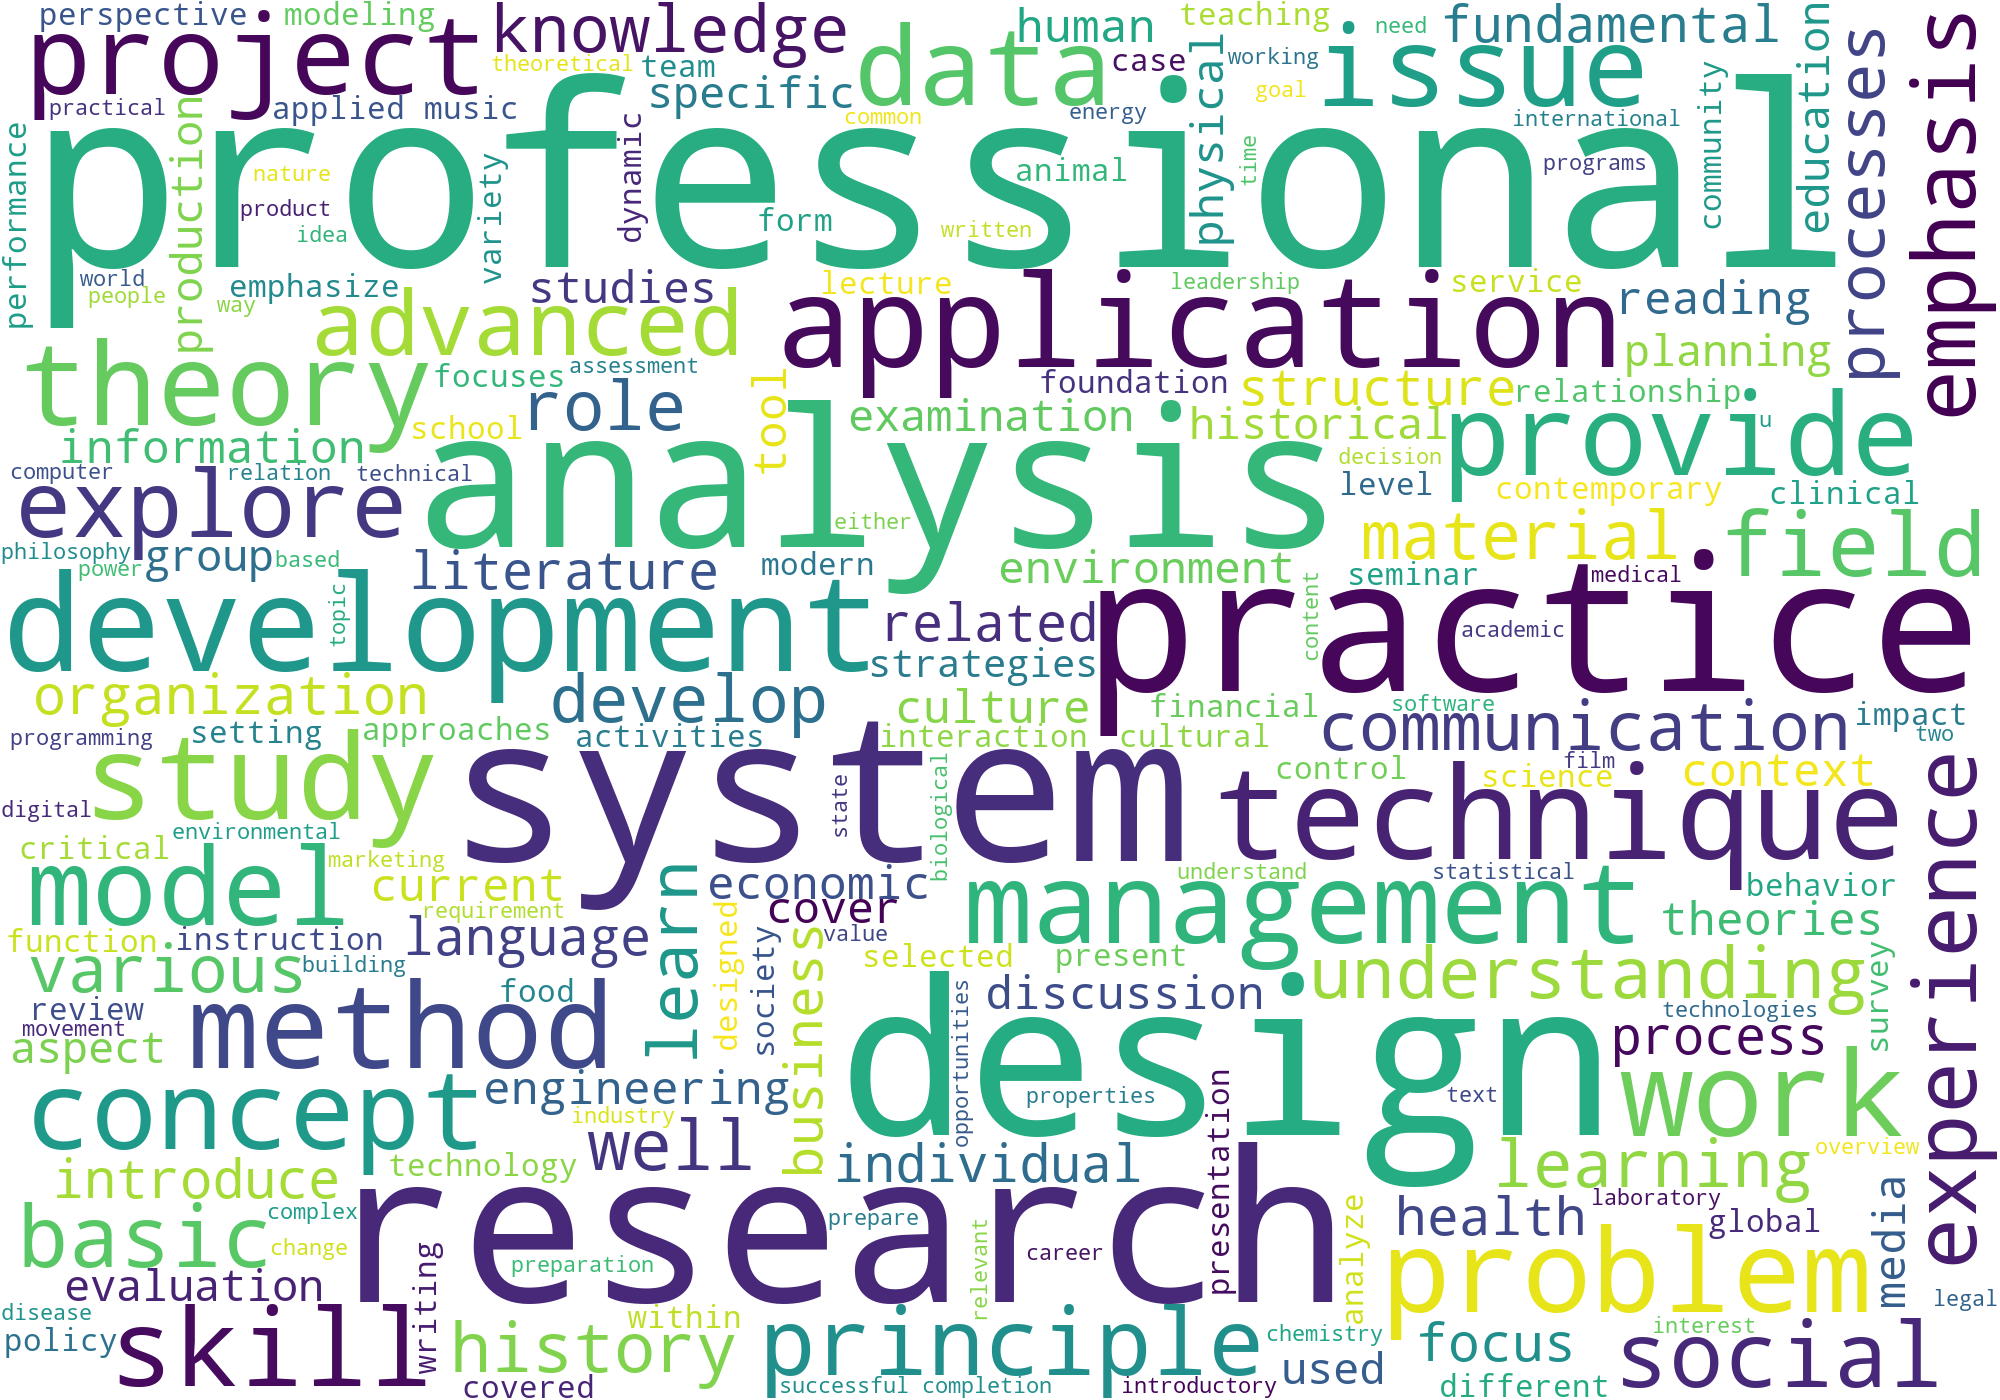 perspective
modeling
project
knowledge
data
human
teaching
need
issue
fundamental
education
processes
emphasis
theoretical
team
case
working
practical
applied music
specific
common
energy
goal
international
community
professional
performance
production
nature
product
idea
variety
dynamic
form
animal
written
physical
time
programs
world
people
way
emphasize
studies
lecture
leadership
service
reading
advanced
application
planning
theory
focuses
assessment
role
tool
foundation
structure
relationship
information
school
examination
historical
provide
u
computer
relation
technical
explore
analysis
either
decision
level
contemporary
clinical
philosophy
power
group
based
literature
modern
environment
material
field
seminar
medical
development
topic
related
content
academic
practice
strategies
organization
develop
culture
financial
software
communication
impact
two
programming
setting
approaches
activities
interaction
cultural
study
system
state
biological
control
science
film
context
technique
experience
digital
environmental
critical
marketing
model
current
requirement
learn
economic
cover
value
management
understand
statistical
behavior
theories
function
instruction
language
building
various
designed
society
business
selected
present
understanding
survey
review
movement
aspect
method
food
opportunities
discussion
design
technologies
process
concept
engineering
industry
properties
text
work
well
technology
individual
presentation
learning
overview
introduce
complex
basic
change
research
prepare
preparation
relevant
career
analyze
health
laboratory
global
media
problem
evaluation
writing
disease
policy
skill
history
within
covered
principle
successful completion
introductory
chemistry
used
focus
interest
different
social
legal